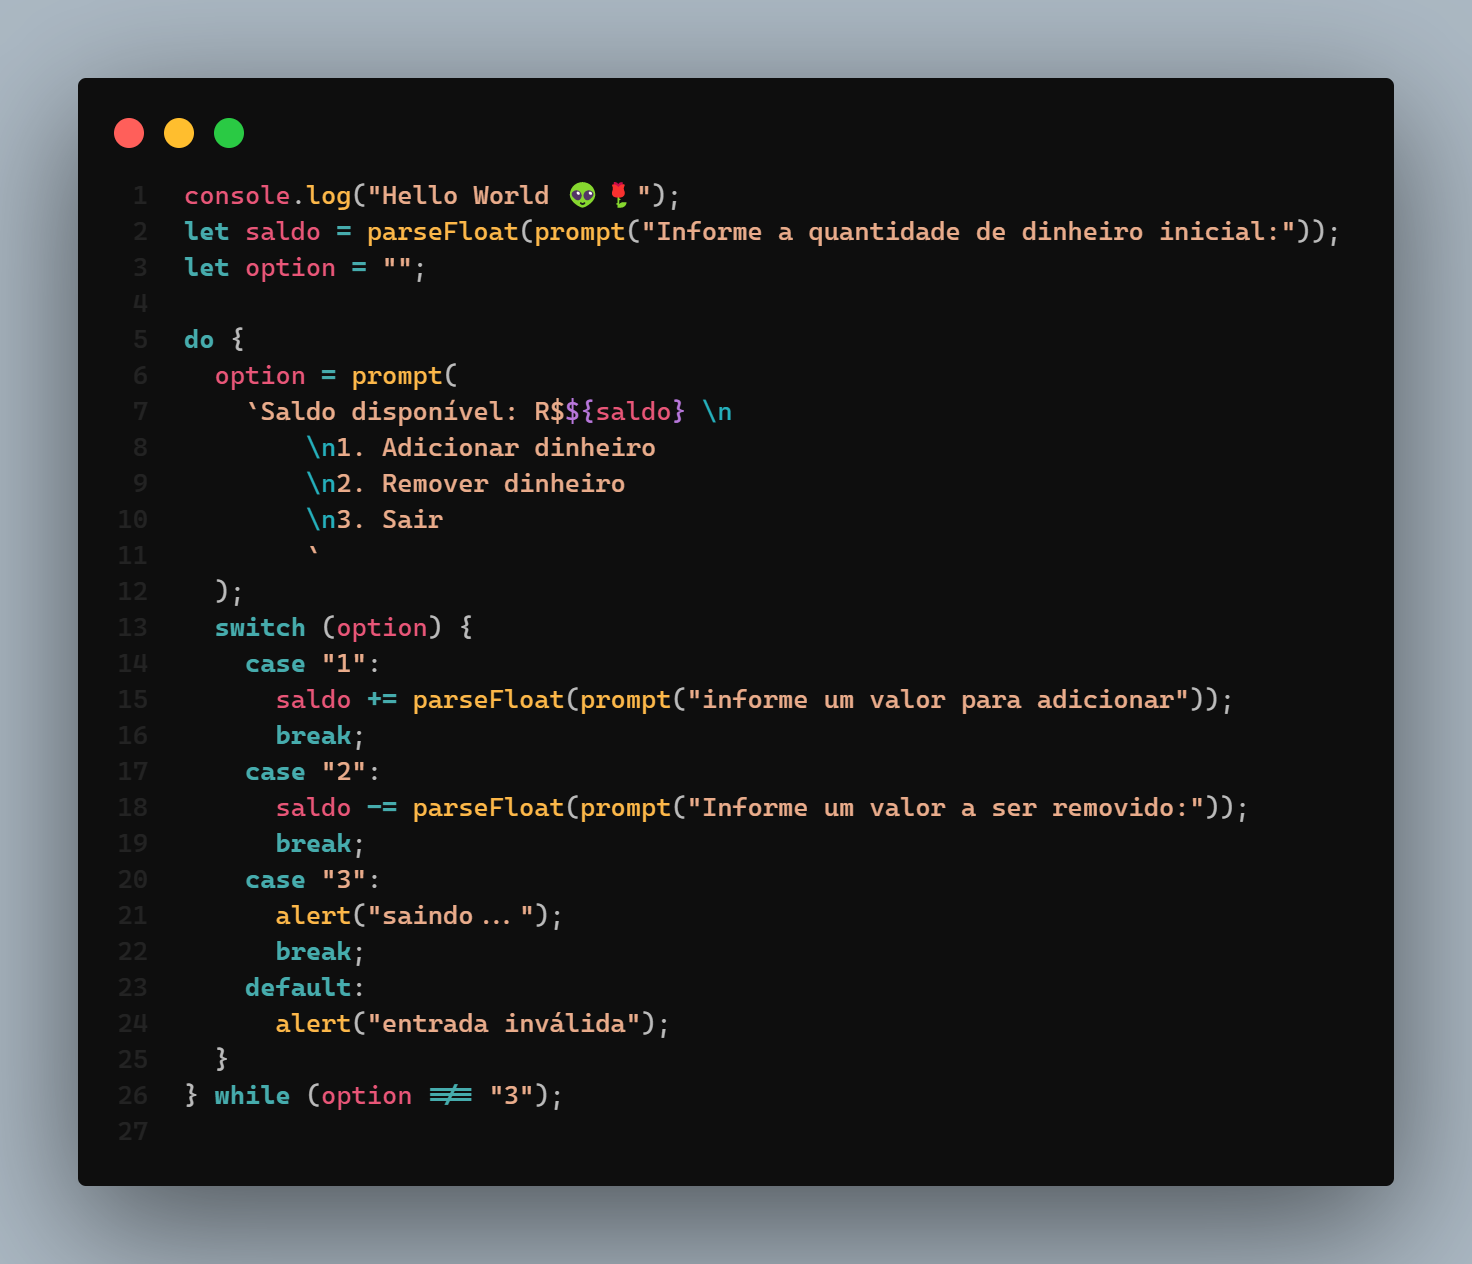 1 console.log("Hello World 👽🌹");
2 let saldo = parseFloat(prompt("Informe a quantidade de dinheiro inicial:"));
3 let option = "";
4
5 do {
6   option = prompt(
7     `Saldo disponível: R$${saldo} \n
8         \n1. Adicionar dinheiro
9         \n2. Remover dinheiro
10         \n3. Sair
11         `
12   );
13   switch (option) {
14     case "1":
15       saldo += parseFloat(prompt("informe um valor para adicionar"));
16       break;
17     case "2":
18       saldo -= parseFloat(prompt("Informe um valor a ser removido:"));
19       break;
20     case "3":
21       alert("saindo...");
22       break;
23     default:
24       alert("entrada inválida");
25   }
26 } while (option !== "3");
27